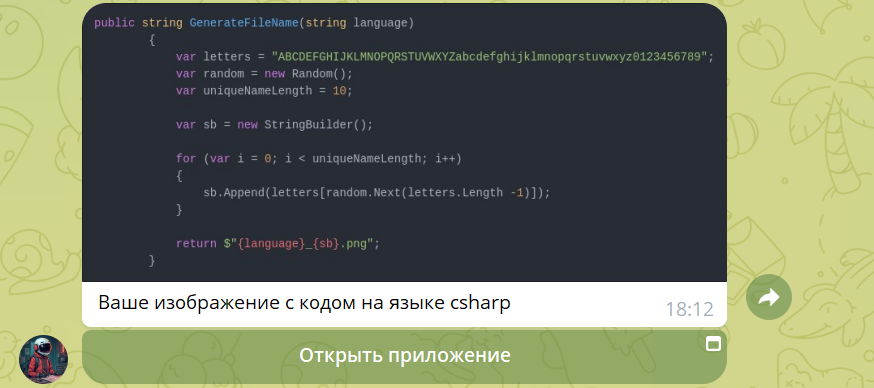 public string GenerateFileName(string language)
{
var letters = "ABCDEFGHIJKLMNOPQRSTUVWXYZabcdefghijklmnopqrstuvwxyz0123456789";
var random = new Random();
var uniqueNameLength = 10;
var sb = new StringBuilder();
for (var i = 0; i < uniqueNameLength; i++)
{
sb.Append(letters[random.Next(letters.Length -1)]);
}
return $"{language}_{sb}.png";
}
Ваше изображение с кодом на языке csharp
18:12
Открыть приложение